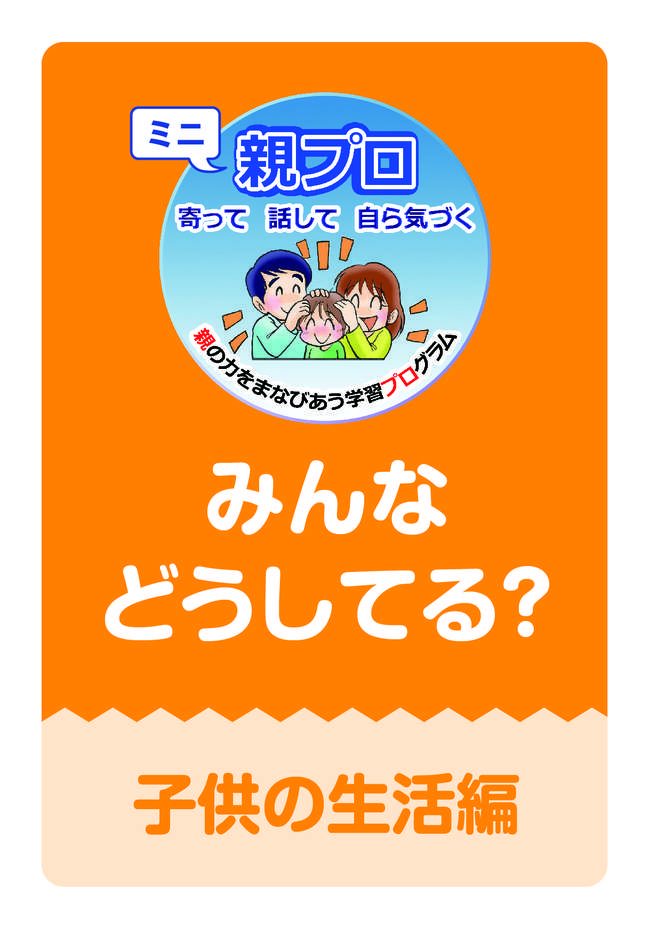 ミニ
親プロ
寄って 話して 自ら気づく
親の力をまなびあう学習プログラム
みんな
どうしてる?
子供の生活編